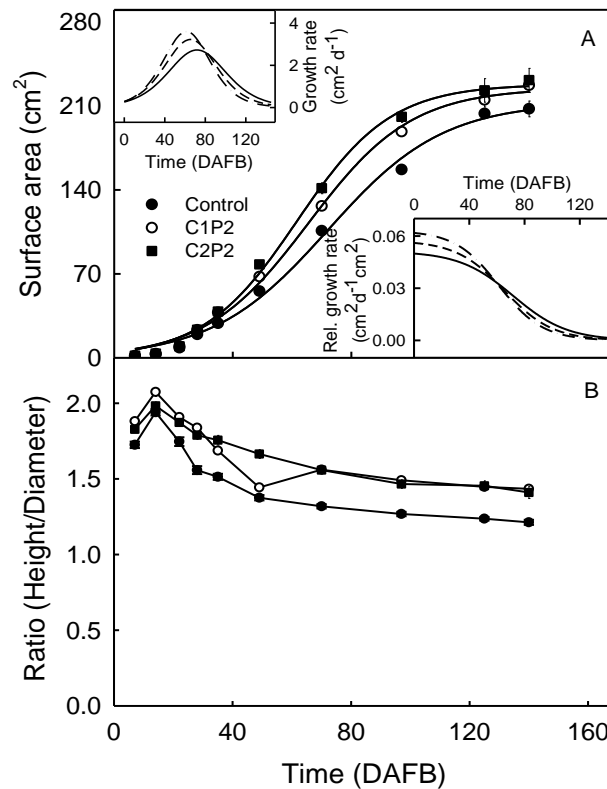 280
210
140
70
0
Surface area (cm²)
A
4
2
0
Growth rate
(cm2 d-1)
0 40 80 120
Time (DAFB)
Control
C1P2
C2P2
Time (DAFB)
0 40 80 120
0.06
0.03
0.00
Rel. growth rate
(cm2d-1cm2)
B
2.0
1.5
1.0
0.5
0.0
Ratio (Height/Diameter)
0 40 80 120 160
Time (DAFB)